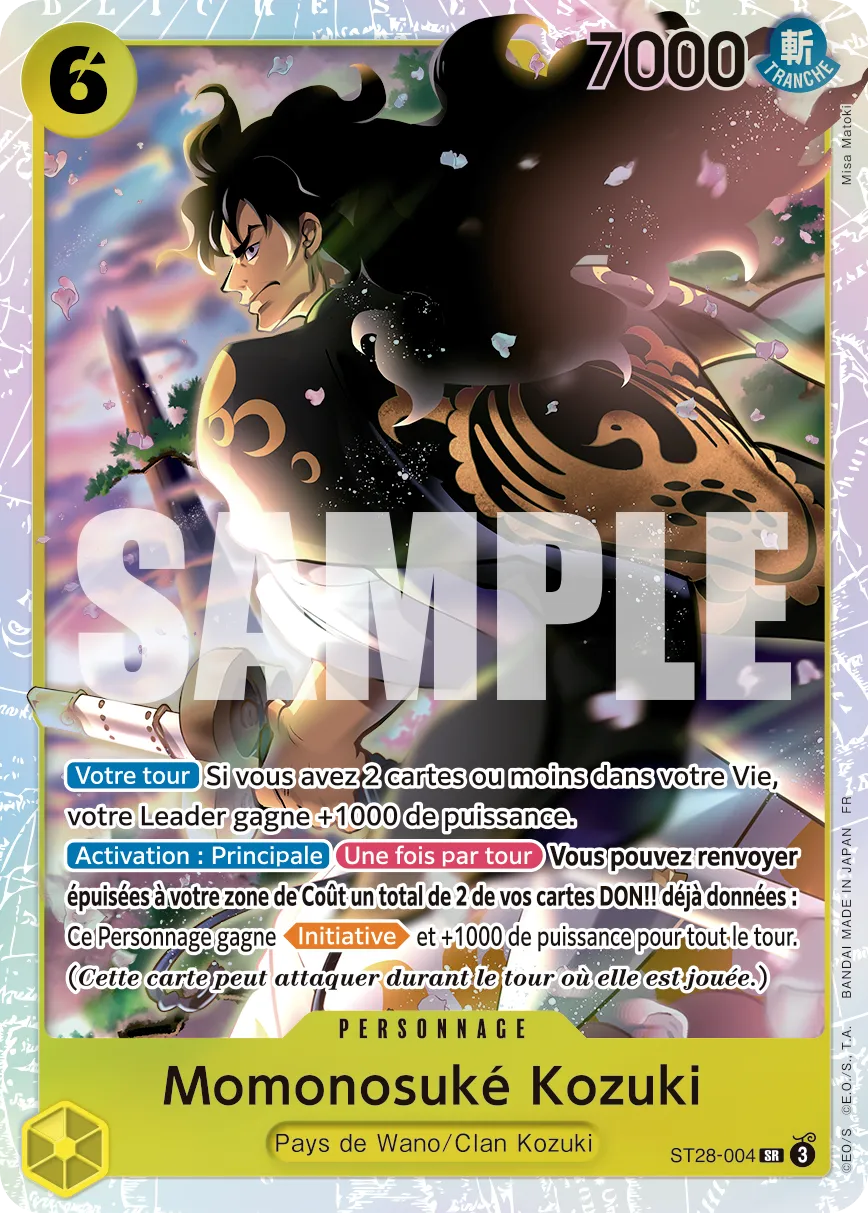 6
7000
斬
TRANCHE
Misa Matoki
SAMPLE
Votre tour Si vous avez 2 cartes ou moins dans votre Vie,
votre Leader gagne +1000 de puissance.
Activation : Principale Une fois par tour Vous pouvez renvoyer
épuisées à votre zone de Coût un total de 2 de vos cartes DON!! déjà données :
Ce Personnage gagne Initiative et +1000 de puissance pour tout le tour.
(Cette carte peut attaquer durant le tour où elle est jouée.)
PERSONNAGE
Momonosuké Kozuki
Pays de Wano/Clan Kozuki
ST28-004 SR 3
©EO/S ©E.O./S., T.A. BANDAI MADE IN JAPAN FR